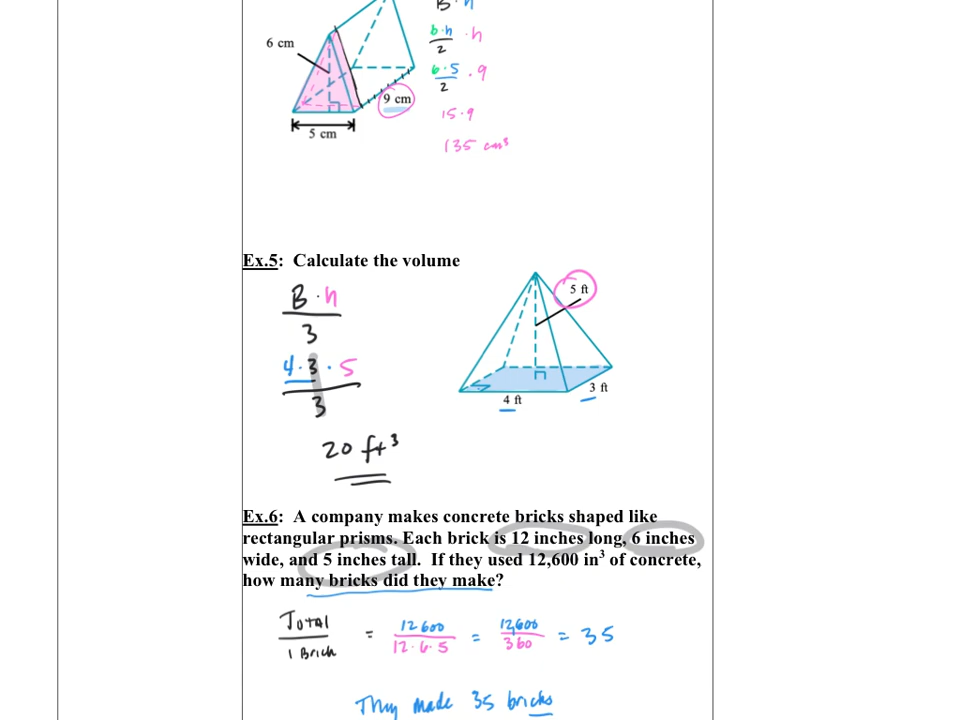 B · h
6 cm
b·h/2 · h
6·5/2 · 9
9 cm
15·9
5 cm
135 cm³
Ex.5: Calculate the volume
B·h/3
5 ft
4·3·5/3
3 ft
4 ft
20 ft³
Ex.6: A company makes concrete bricks shaped like
rectangular prisms. Each brick is 12 inches long, 6 inches
wide, and 5 inches tall. If they used 12,600 in³ of concrete,
how many bricks did they make?
Total/1 Brick = 12600/12·6·5 = 12,600/360 = 35
They made 35 bricks